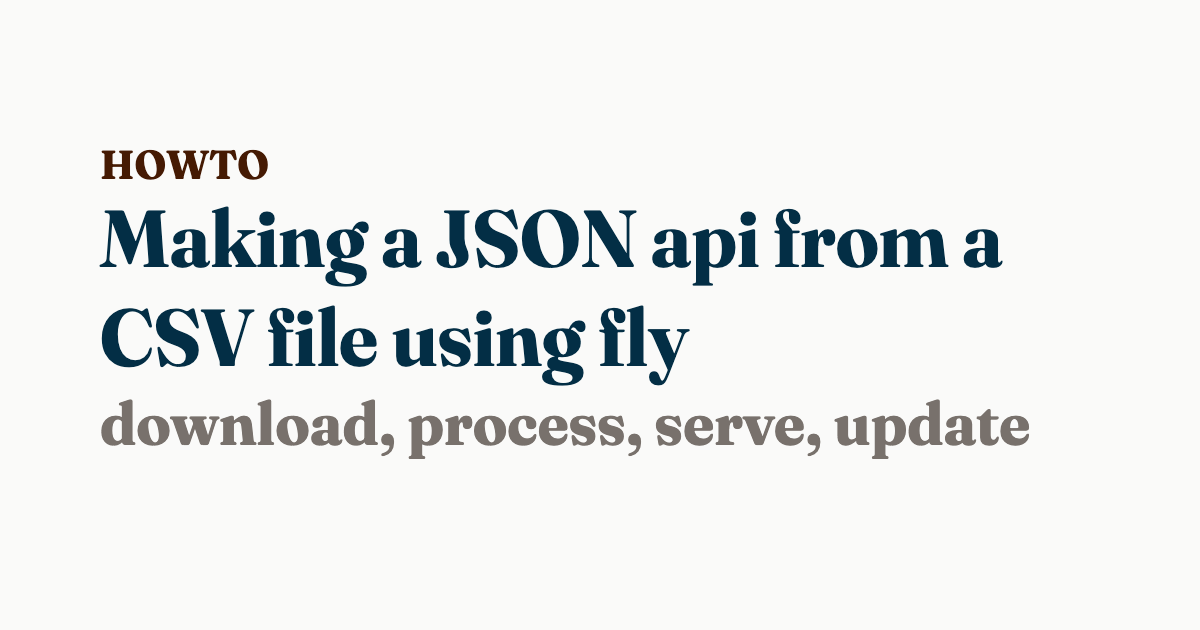 HOWTO
Making a JSON api from a
CSV file using fly
download, process, serve, update